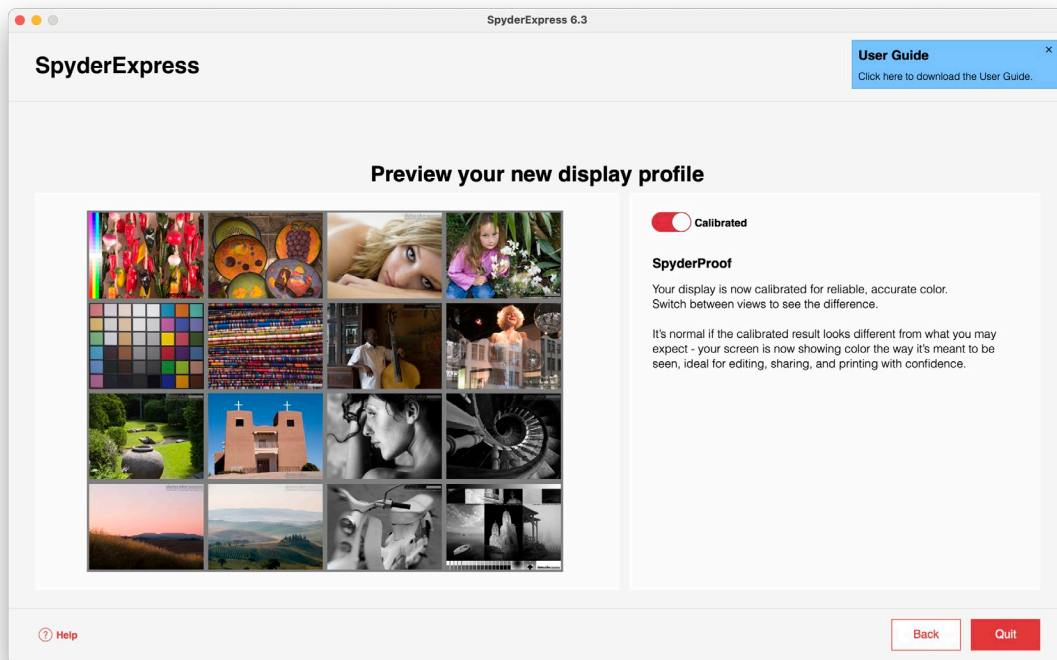 SpyderExpress 6.3
SpyderExpress
User Guide
×
Click here to download the User Guide.
Preview your new display profile
Calibrated
SpyderProof
Your display is now calibrated for reliable, accurate color.
Switch between views to see the difference.
It's normal if the calibrated result looks different from what you may
expect - your screen is now showing color the way it's meant to be
seen, ideal for editing, sharing, and printing with confidence.
? Help
Back
Quit